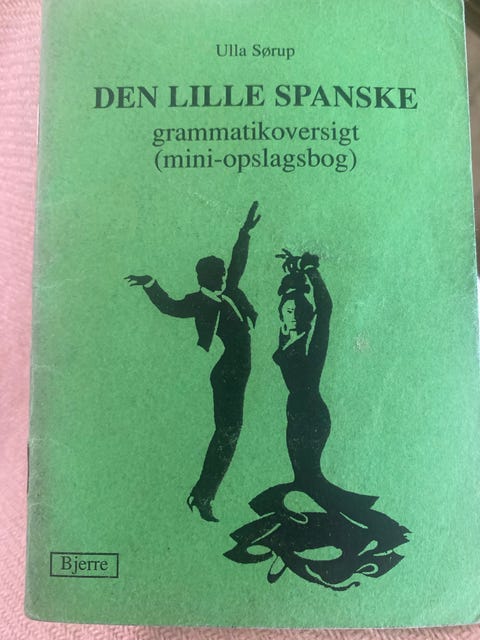 Ulla Sørup
DEN LILLE SPANSKE
grammatikoversigt
(mini-opslagsbog)
Bjerre